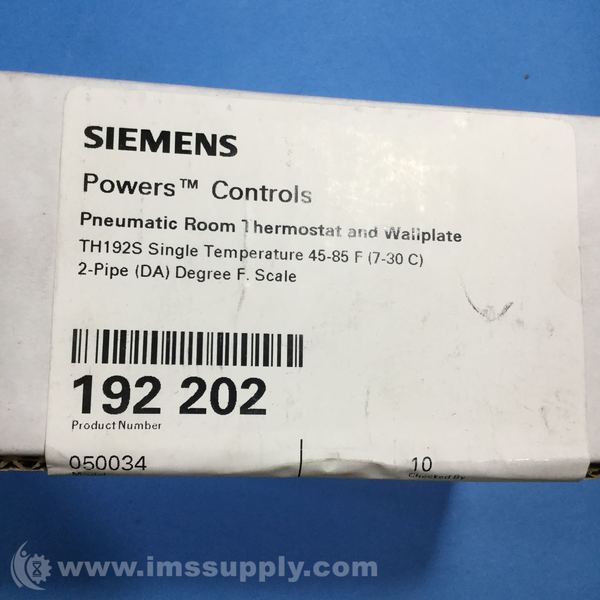 SIEMENS
Powers™ Controls
Pneumatic Room Thermostat and Wallplate
TH192S Single Temperature 45-85 F (7-30 C)
2-Pipe (DA) Degree F. Scale
192 202
Product Number
050034
10
Checked By
www.imssupply.com